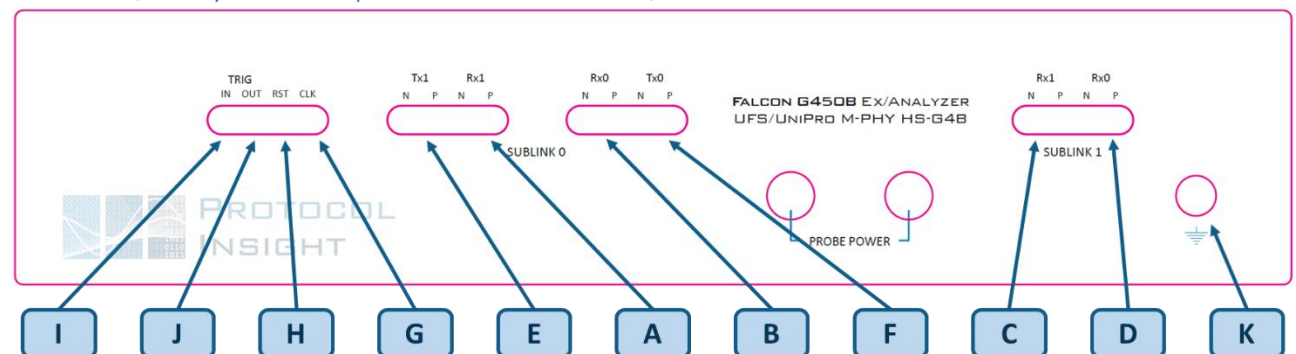 TRIG
IN OUT RST CLK
Tx1 Rx1
N P N P
SUBLINK 0
Rx0 Tx0
N P N P
FALCON G450B EX/ANALYZER
UFS/UNIPRO M-PHY HS-G4B
Rx1 Rx0
N P N P
SUBLINK 1
PROTOCOL
INSIGHT
PROBE POWER
I J H G E A B F C D K